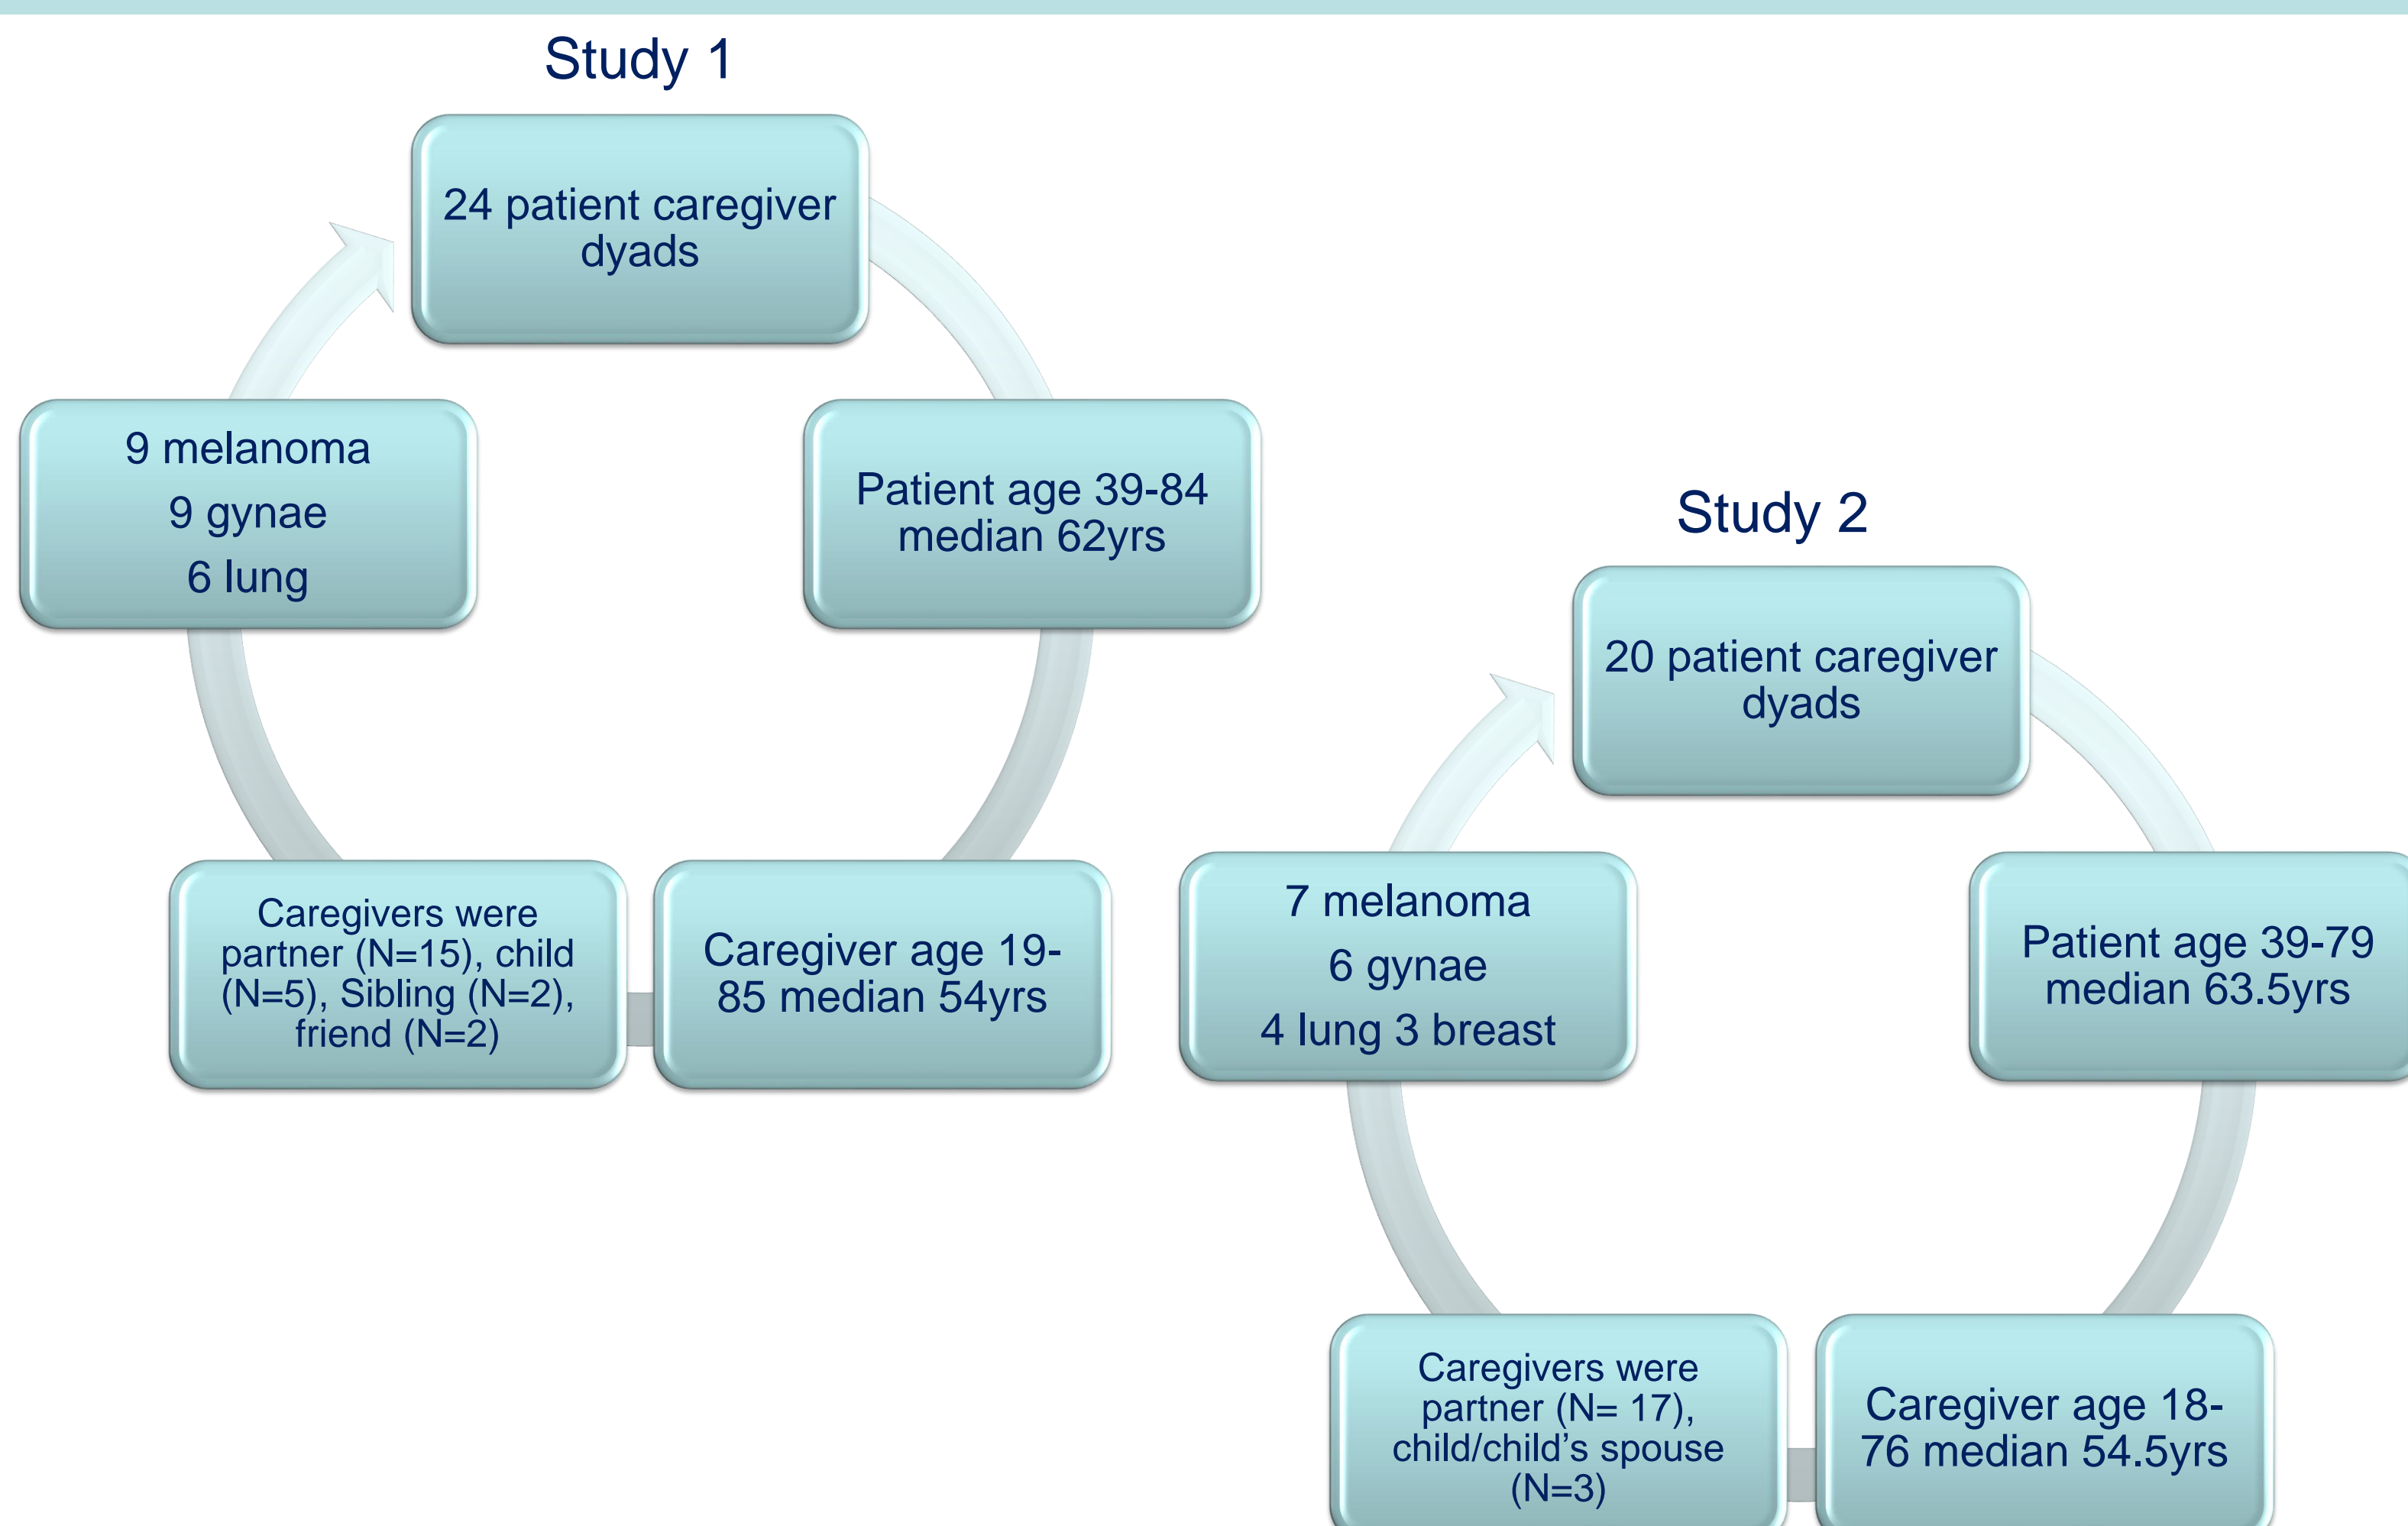 Study 1
24 patient caregiver
dyads
Patient age 39-84
median 62yrs
Caregiver age 19-
85 median 54yrs
Caregivers were
partner (N=15), child
(N=5), Sibling (N=2),
friend (N=2)
9 melanoma
9 gynae
6 lung
Study 2
20 patient caregiver
dyads
Patient age 39-79
median 63.5yrs
Caregiver age 18-
76 median 54.5yrs
Caregivers were
partner (N= 17),
child/child’s spouse
(N=3)
7 melanoma
6 gynae
4 lung 3 breast